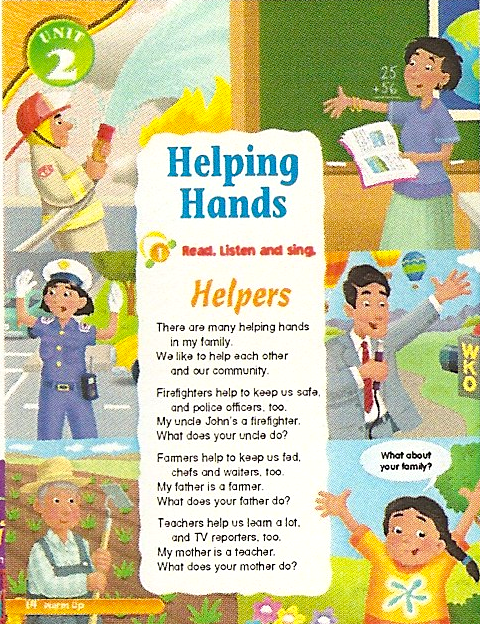 UNIT
2
25
+56
Helping
Hands
1 Read. Listen and sing.
Helpers
There are many helping hands
in my family.
We like to help each other
and our community.
Firefighters help to keep us safe,
and police officers, too.
My uncle John's a firefighter.
What does your uncle do?
Farmers help to keep us fed,
chefs and waiters, too.
My father is a farmer.
What does your father do?
Teachers help us learn a lot,
and TV reporters, too.
My mother is a teacher.
What does your mother do?
WKO
What about
your family?
14 Warm Up